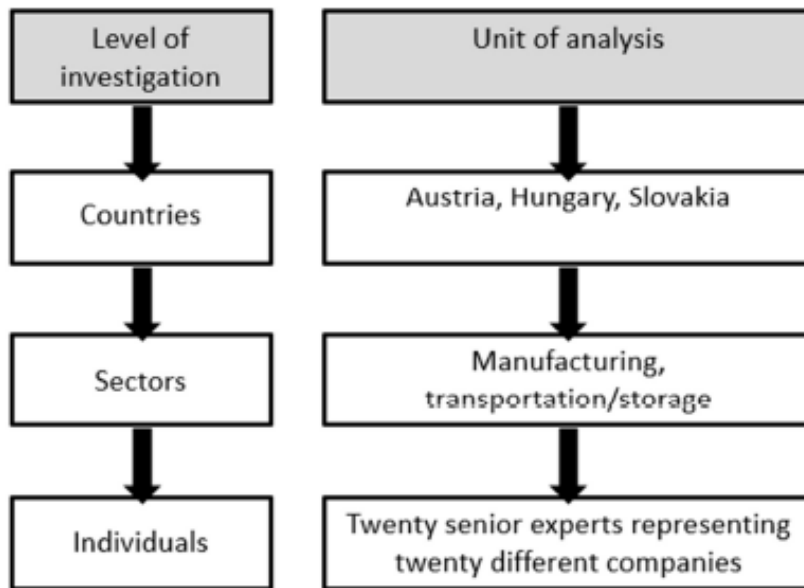 Level of
investigation
Unit of analysis
Countries
Austria, Hungary, Slovakia
Sectors
Manufacturing,
transportation/storage
Individuals
Twenty senior experts representing
twenty different companies